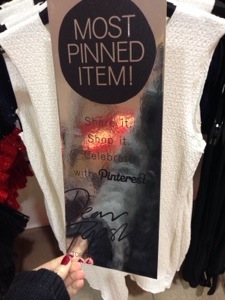 MOST
PINNED
ITEM!
Share it
Shop it
Celebrate
with Pinterest